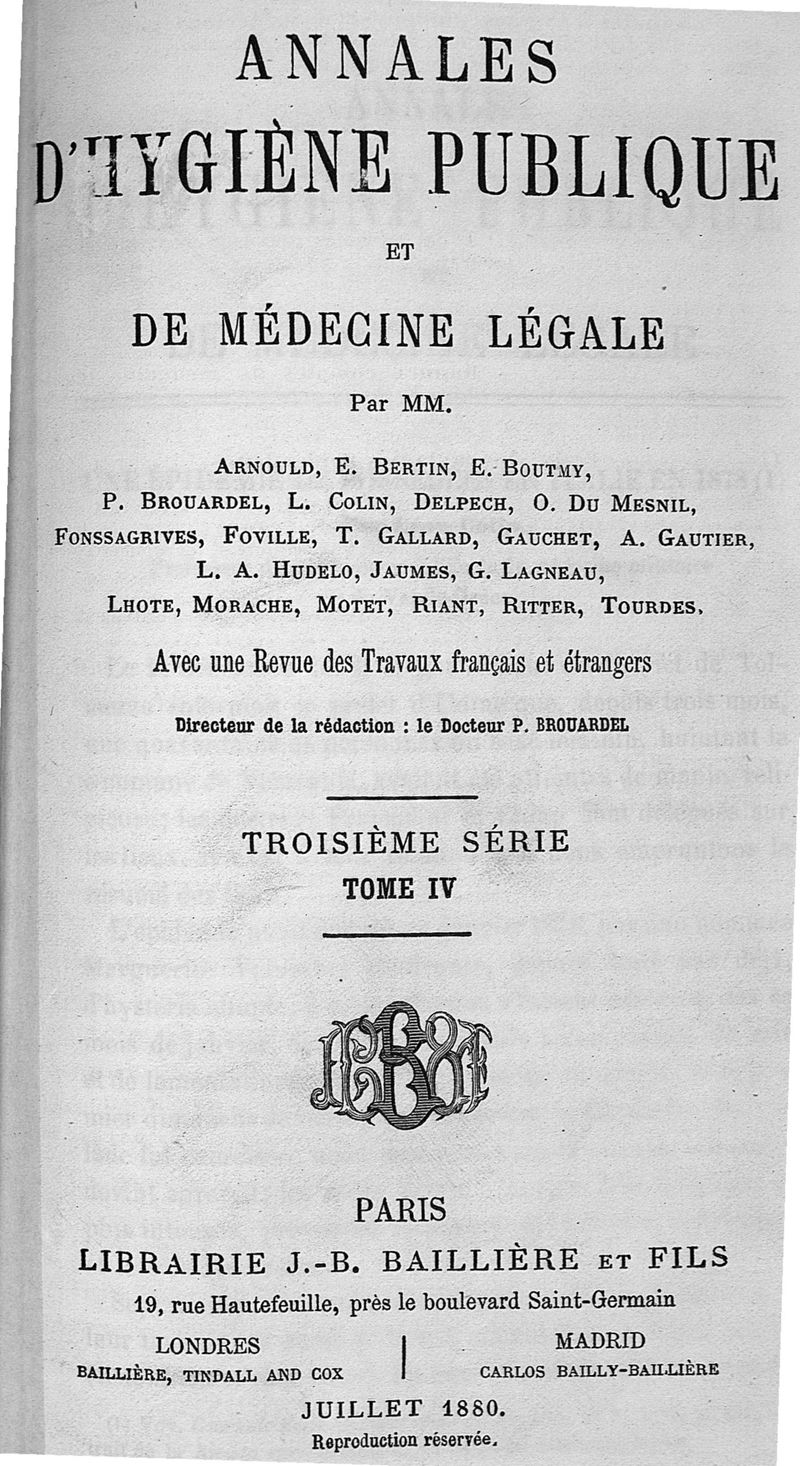 ANNALES
D'HYGIÈNE PUBLIQUE
ET
DE MÉDECINE LÉGALE
Par MM.
ARNOULD, E. BERTIN, E. BOUTMY,
P. BROUARDEL, L. COLIN, DELPECH, O. DU MESNIL,
FONSSAGRIVES, FOVILLE, T. GALLARD, GAUCHET, A. GAUTIER,
L. A. HUDELO, JAUMES, G. LAGNEAU,
LHOTE, MORACHE, MOTET, RIANT, RITTER, TOURDES.
Avec une Revue des Travaux français et étrangers
Directeur de la rédaction : le Docteur P. BROUARDEL
TROISIÈME SÉRIE
TOME IV
PARIS
LIBRAIRIE J.-B. BAILLIÈRE ET FILS
19, rue Hautefeuille, près le boulevard Saint-Germain
LONDRES
BAILLIÈRE, TINDALL AND COX
MADRID
CARLOS BAILLY-BAILLIÈRE
JUILLET 1880.
Reproduction réservée.